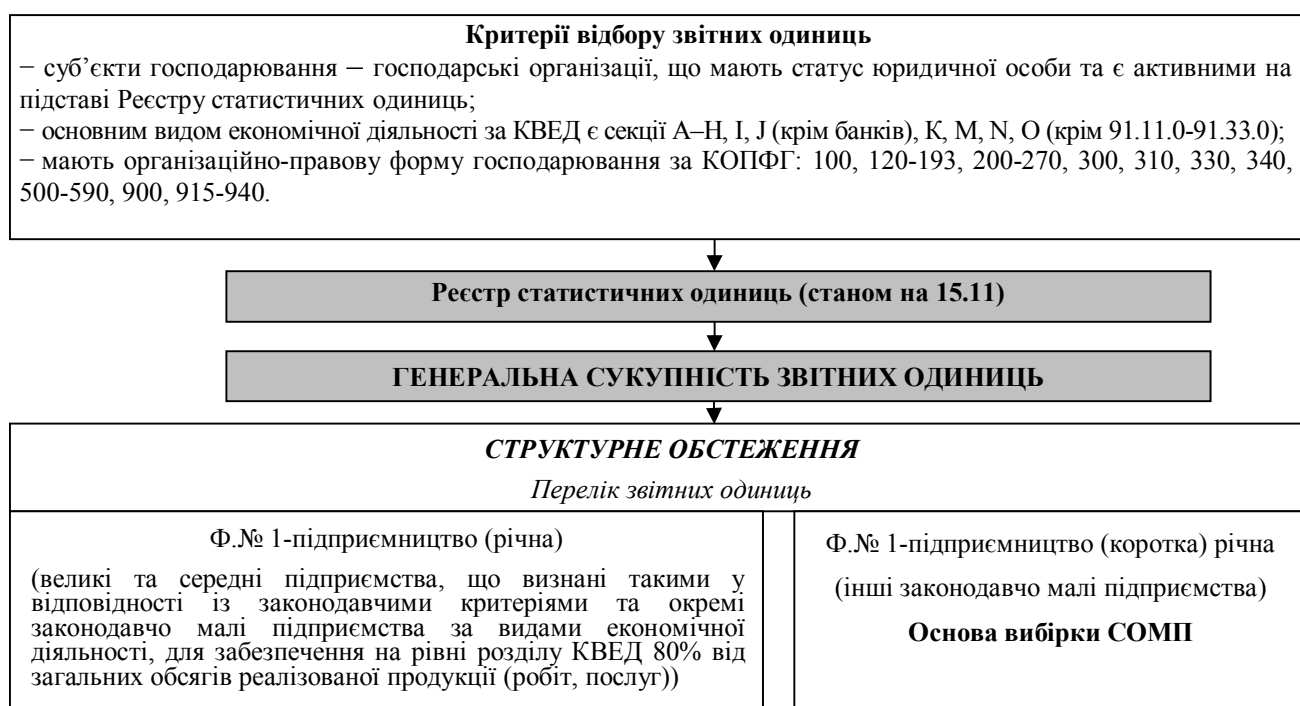 Критерії відбору звітних одиниць
− суб’єкти господарювання – господарські організації, що мають статус юридичної особи та є активними на
підставі Реєстру статистичних одиниць;
− основним видом економічної діяльності за КВЕД є секції A–H, I, J (крім банків), K, M, N, O (крім 91.11.0-91.33.0);
− мають організаційно-правову форму господарювання за КОПФГ: 100, 120-193, 200-270, 300, 310, 330, 340,
500-590, 900, 915-940.
Реєстр статистичних одиниць (станом на 15.11)
ГЕНЕРАЛЬНА СУКУПНІСТЬ ЗВІТНИХ ОДИНИЦЬ
СТРУКТУРНЕ ОБСТЕЖЕННЯ
Перелік звітних одиниць
Ф.№ 1-підприємництво (річна)
(великі та середні підприємства, що визнані такими у
відповідності із законодавчими критеріями та окремі
законодавчо малі підприємства за видами економічної
діяльності, для забезпечення на рівні розділу КВЕД 80% від
загальних обсягів реалізованої продукції (робіт, послуг))
Ф.№ 1-підприємництво (коротка) річна
(інші законодавчо малі підприємства)
Основа вибірки СОМП